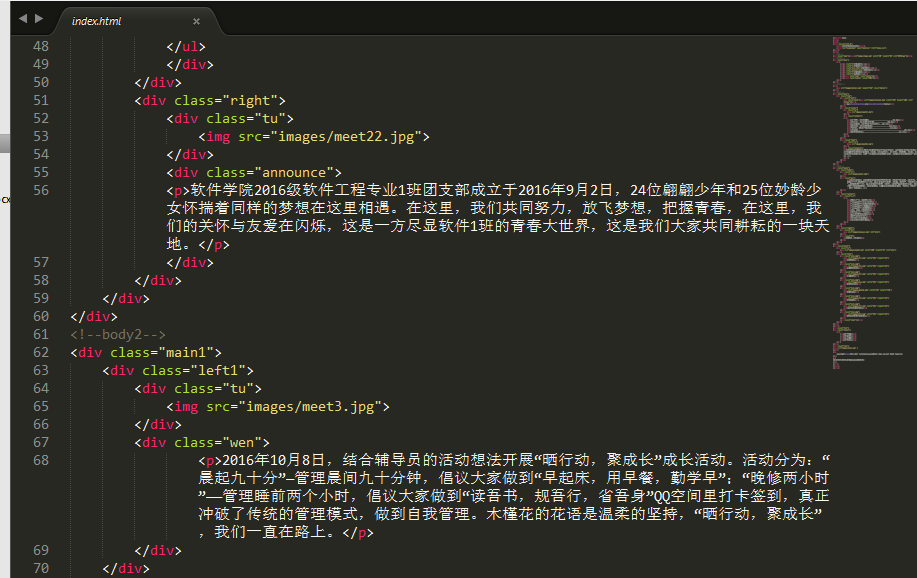 index.html ×
48 </ul>
49 </div>
50 </div>
51 <div class="right">
52 <div class="tu">
53 <img src="images/meet22.jpg">
54 </div>
55 <div class="announce">
56 <p>软件学院2016级软件工程专业1班团支部成立于2016年9月2日，24位翩翩少年和25位妙龄少
女怀揣着同样的梦想在这里相遇。在这里，我们共同努力，放飞梦想，把握青春，在这里，我
们的关怀与友爱在闪烁，这是一方尽显软件1班的青春大世界，这是我们大家共同耕耘的一块天
地。</p>
57 </div>
58 </div>
59 </div>
60 </div>
61 <!--body2-->
62 <div class="main1">
63 <div class="left1">
64 <div class="tu">
65 <img src="images/meet3.jpg">
66 </div>
67 <div class="wen">
68 <p>2016年10月8日，结合辅导员的活动想法开展“晒行动，聚成长”成长活动。活动分为：“
晨起九十分”—管理晨间九十分钟，倡议大家做到“早起床，用早餐，勤学早”；“晚修两小时
”——管理睡前两个小时，倡议大家做到“读吾书，规吾行，省吾身”QQ空间里打卡签到，真正
冲破了传统的管理模式，做到自我管理。木槿花的花语是温柔的坚持，“晒行动，聚成长”
，我们一直在路上。</p>
69 </div>
70 </div>